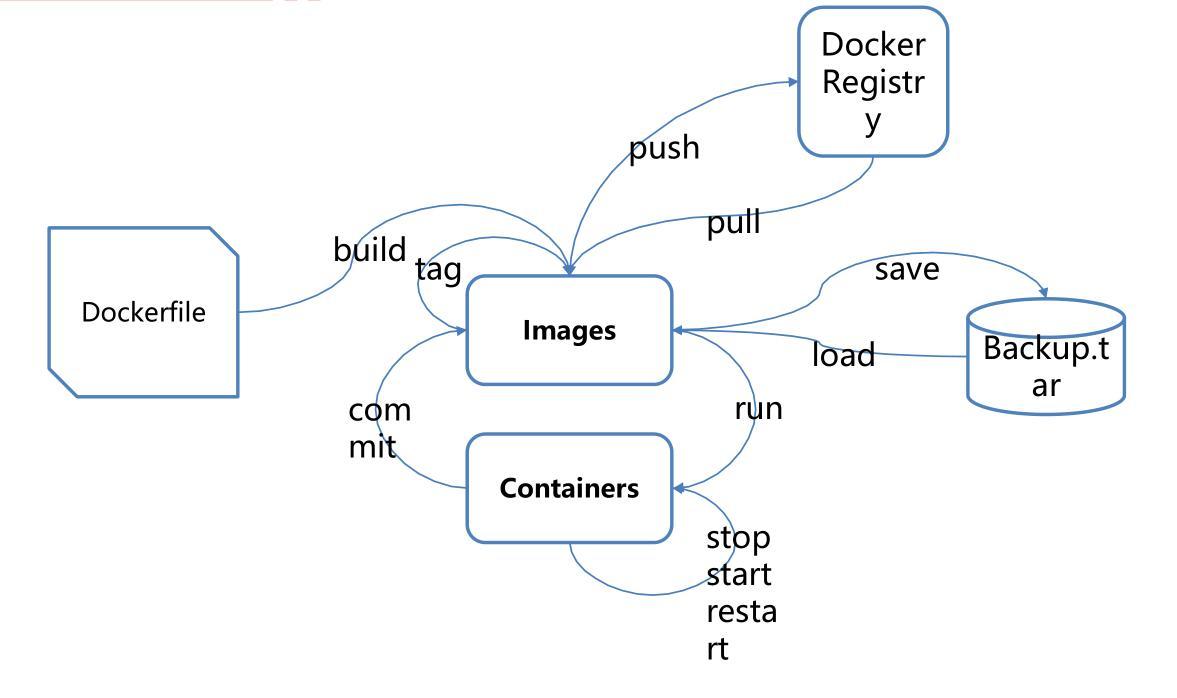 Docker
Registr
y
push
pull
build
tag
save
Dockerfile
Images
Backup.t
ar
load
com
mit
run
Containers
stop
start
resta
rt